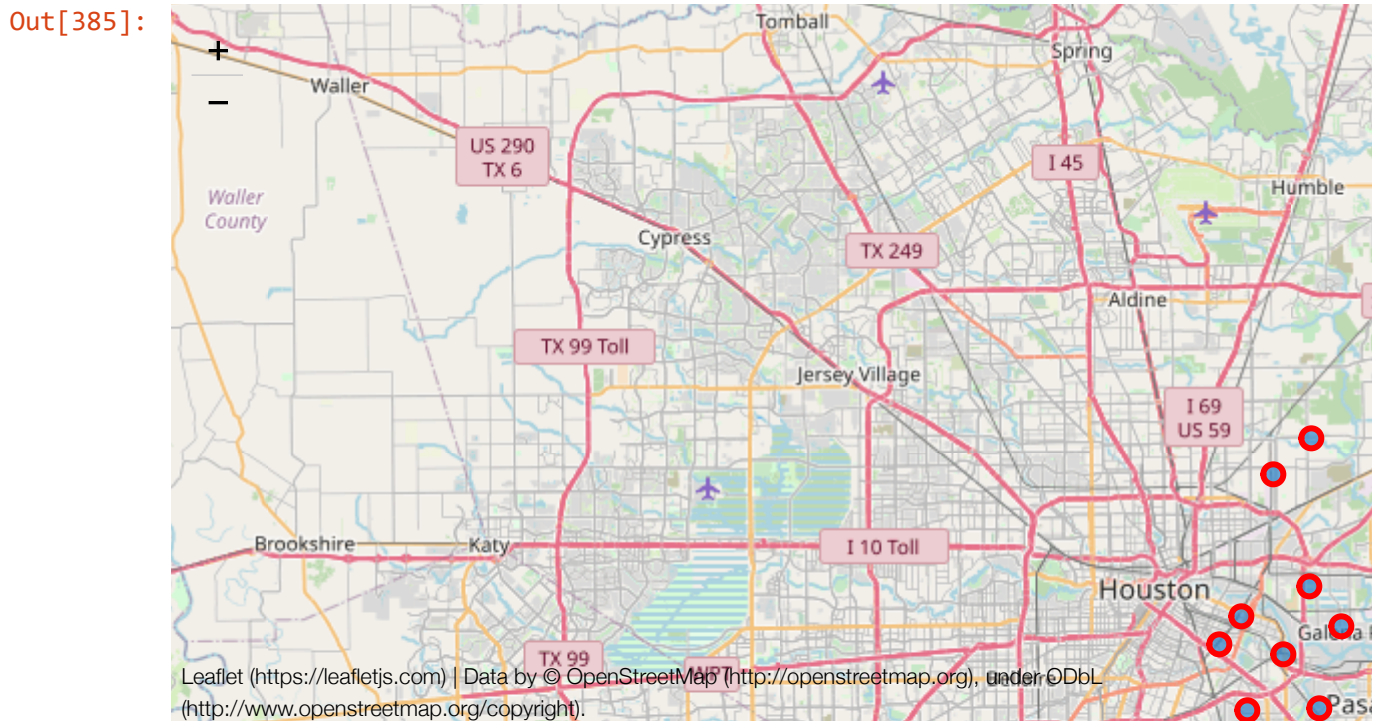 Out[385]:
+
−
Tomball
Spring
Waller
US 290
TX 6
I 45
Humble
Waller
County
Cypress
TX 249
Aldine
TX 99 Toll
Jersey Village
I 69
US 59
Brookshire
Katy
I 10 Toll
Houston
Galena
TX 99
WPT
Leaflet (https://leafletjs.com) | Data by © OpenStreetMap (http://openstreetmap.org), under ODbL
(http://www.openstreetmap.org/copyright).
Pasa